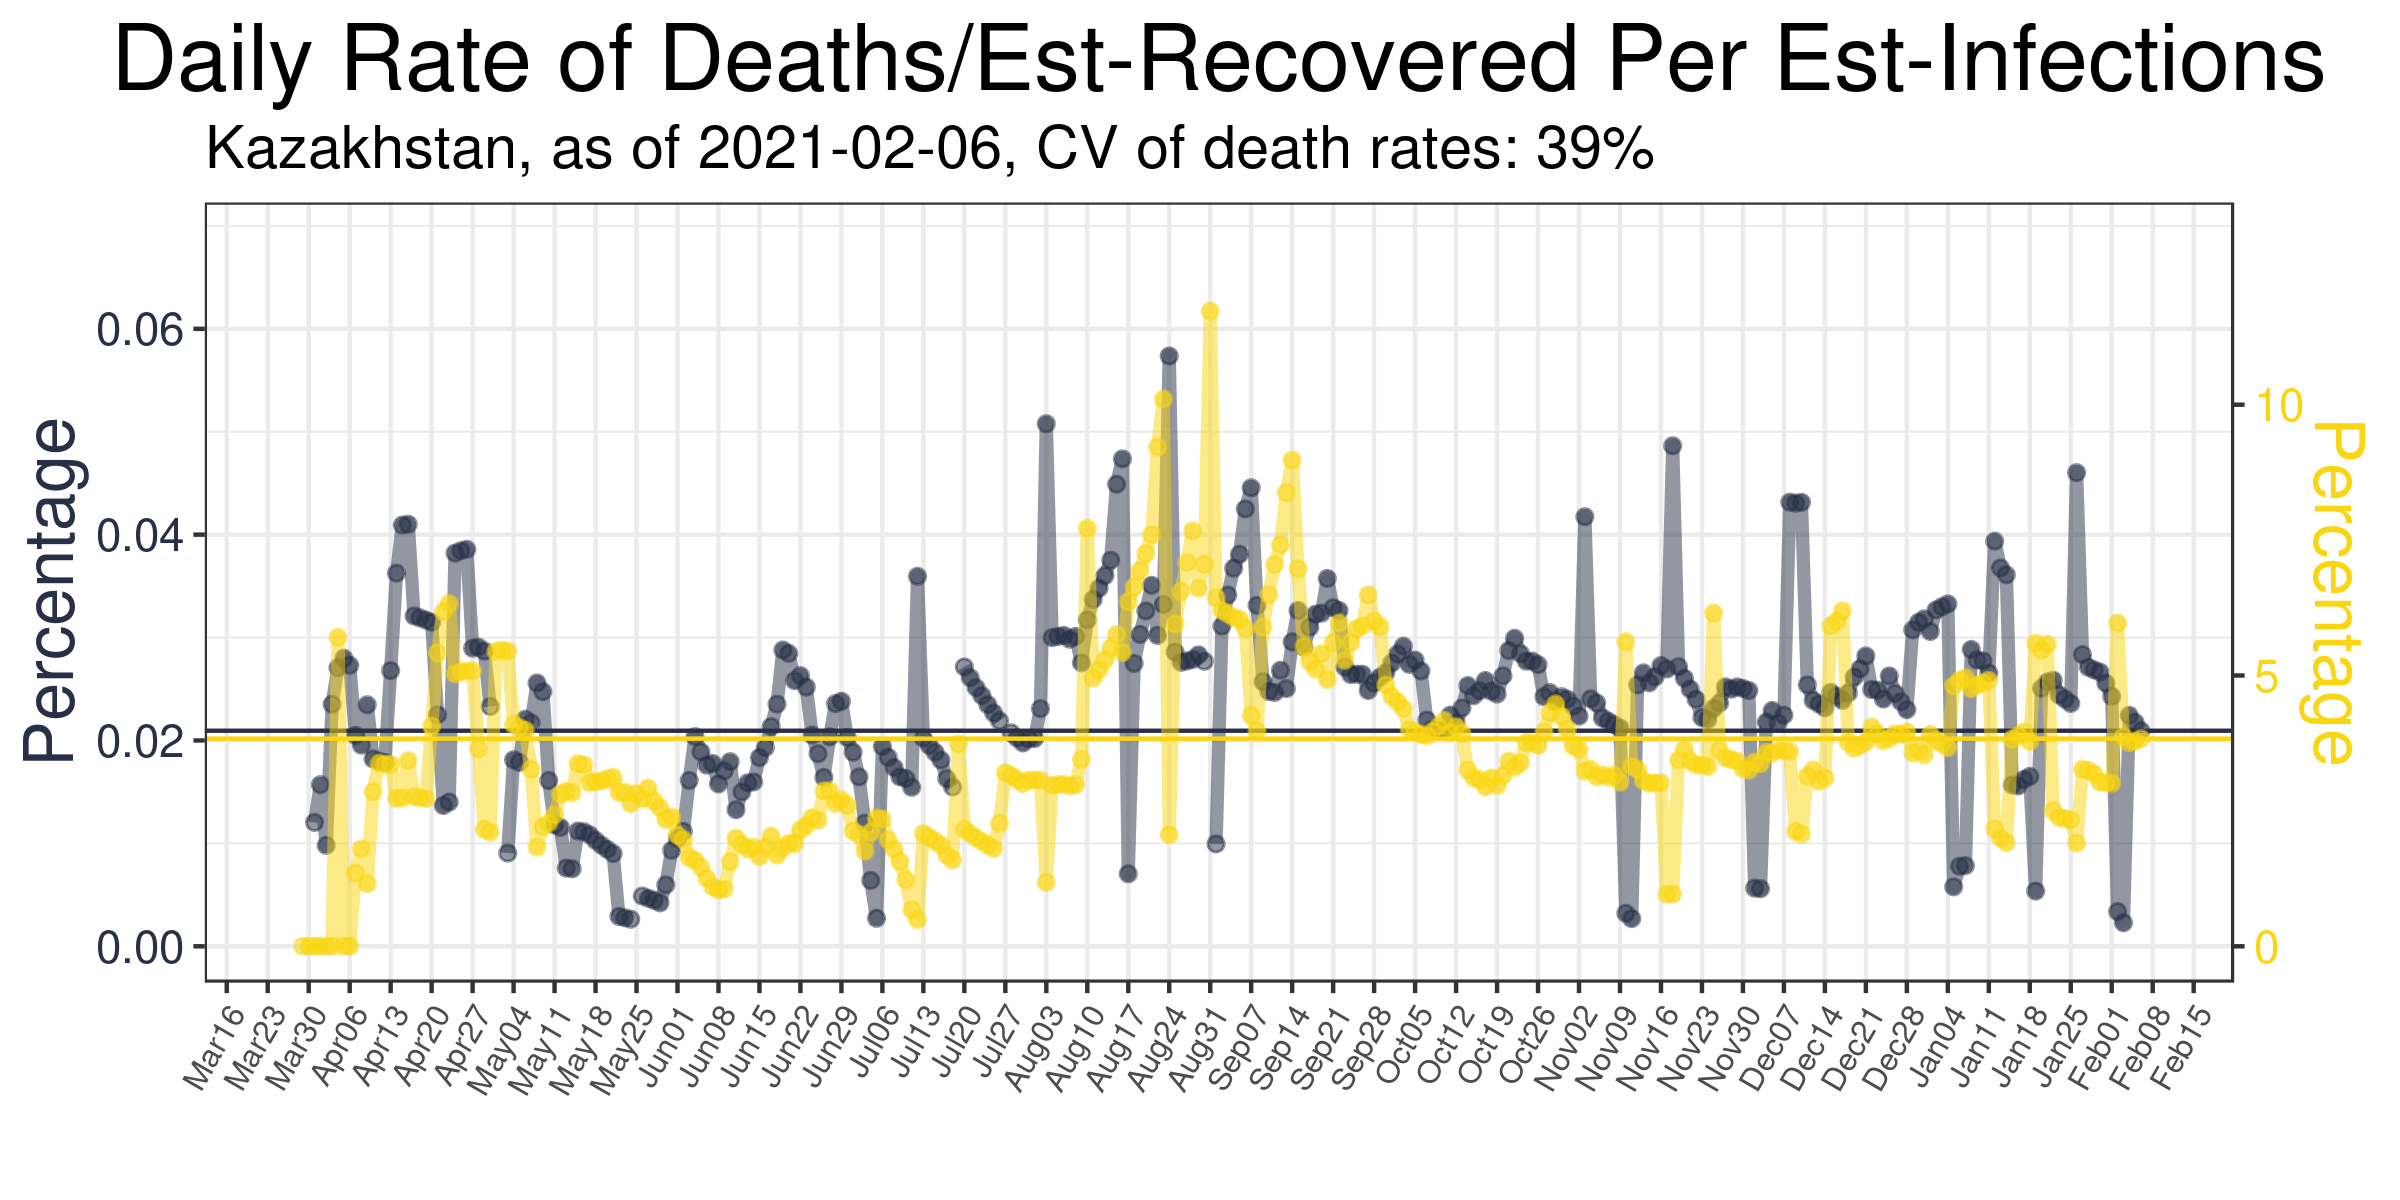 Daily Rate of Deaths/Est-Recovered Per Est-Infections
Kazakhstan, as of 2021-02-06, CV of death rates: 39%
Percentage
0.06
0.04
0.02
0.00
10
5
0
Percentage
Mar16
Mar23
Mar30
Apr06
Apr13
Apr20
Apr27
May04
May11
May18
May25
Jun01
Jun08
Jun15
Jun22
Jun29
Jul06
Jul13
Jul20
Jul27
Aug03
Aug10
Aug17
Aug24
Aug31
Sep07
Sep14
Sep21
Sep28
Oct05
Oct12
Oct19
Oct26
Nov02
Nov09
Nov16
Nov23
Nov30
Dec07
Dec14
Dec21
Dec28
Jan04
Jan11
Jan18
Jan25
Feb01
Feb08
Feb15